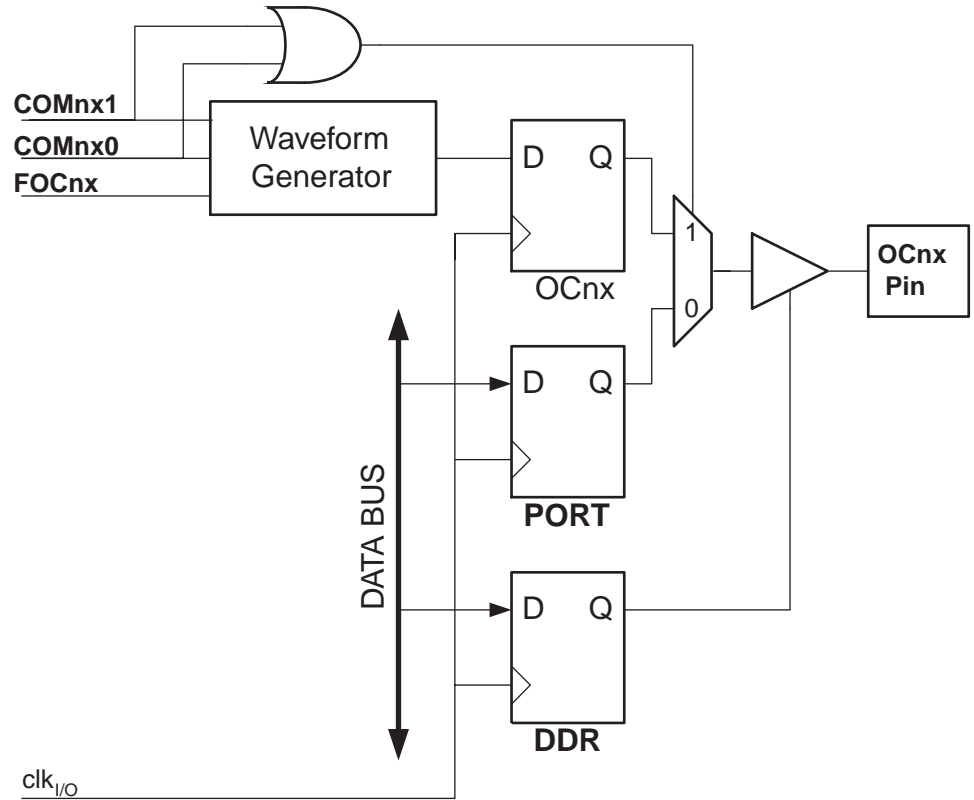 COMnx1
COMnx0
FOCnx
Waveform
Generator
D Q
OCnx
1
0
OCnx
Pin
D Q
PORT
D Q
DDR
DATA BUS
clkI/O